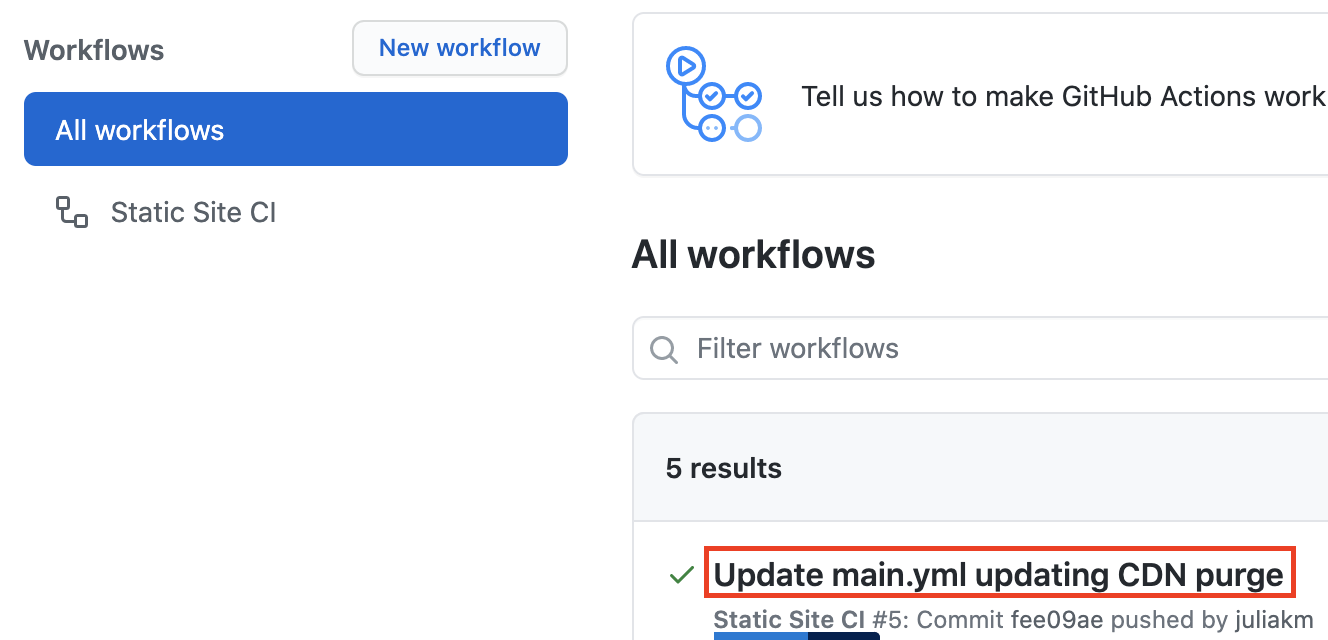 Workflows
New workflow
All workflows
Static Site CI
Tell us how to make GitHub Actions work
All workflows
Filter workflows
5 results
Update main.yml updating CDN purge
Static Site CI #5: Commit fee09ae pushed by juliakm